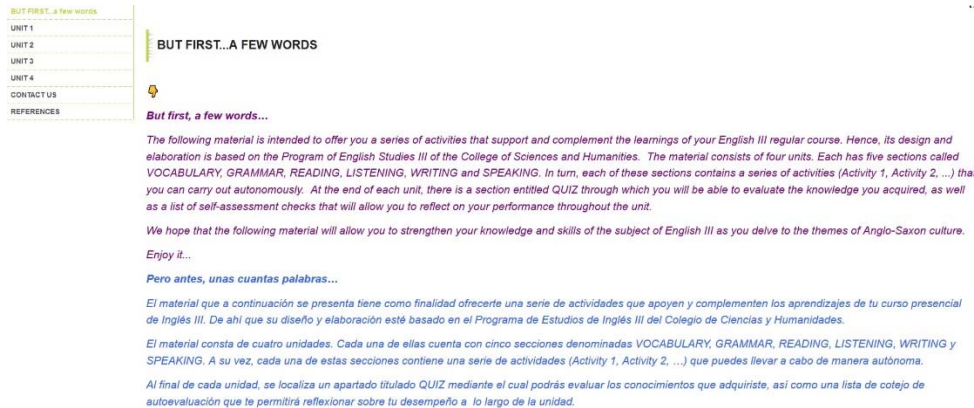 BUT FIRST...a few words
UNIT 1
UNIT 2
UNIT 3
UNIT 4
CONTACT US
REFERENCES
BUT FIRST...A FEW WORDS
But first, a few words…
The following material is intended to offer you a series of activities that support and complement the learnings of your English III regular course. Hence, its design and
elaboration is based on the Program of English Studies III of the College of Sciences and Humanities. The material consists of four units. Each has five sections called
VOCABULARY, GRAMMAR, READING, LISTENING, WRITING and SPEAKING. In turn, each of these sections contains a series of activities (Activity 1, Activity 2, ...) that
you can carry out autonomously. At the end of each unit, there is a section entitled QUIZ through which you will be able to evaluate the knowledge you acquired, as well
as a list of self-assessment checks that will allow you to reflect on your performance throughout the unit.
We hope that the following material will allow you to strengthen your knowledge and skills of the subject of English III as you delve to the themes of Anglo-Saxon culture.
Enjoy it...
Pero antes, unas cuantas palabras…
El material que a continuación se presenta tiene como finalidad ofrecerte una serie de actividades que apoyen y complementen los aprendizajes de tu curso presencial
de Inglés III. De ahí que su diseño y elaboración esté basado en el Programa de Estudios de Inglés III del Colegio de Ciencias y Humanidades.
El material consta de cuatro unidades. Cada una de ellas cuenta con cinco secciones denominadas VOCABULARY, GRAMMAR, READING, LISTENING, WRITING y
SPEAKING. A su vez, cada una de estas secciones contiene una serie de actividades (Activity 1, Activity 2, …) que puedes llevar a cabo de manera autónoma.
Al final de cada unidad, se localiza un apartado titulado QUIZ mediante el cual podrás evaluar los conocimientos que adquiriste, así como una lista de cotejo de
autoevaluación que te permitirá reflexionar sobre tu desempeño a lo largo de la unidad.